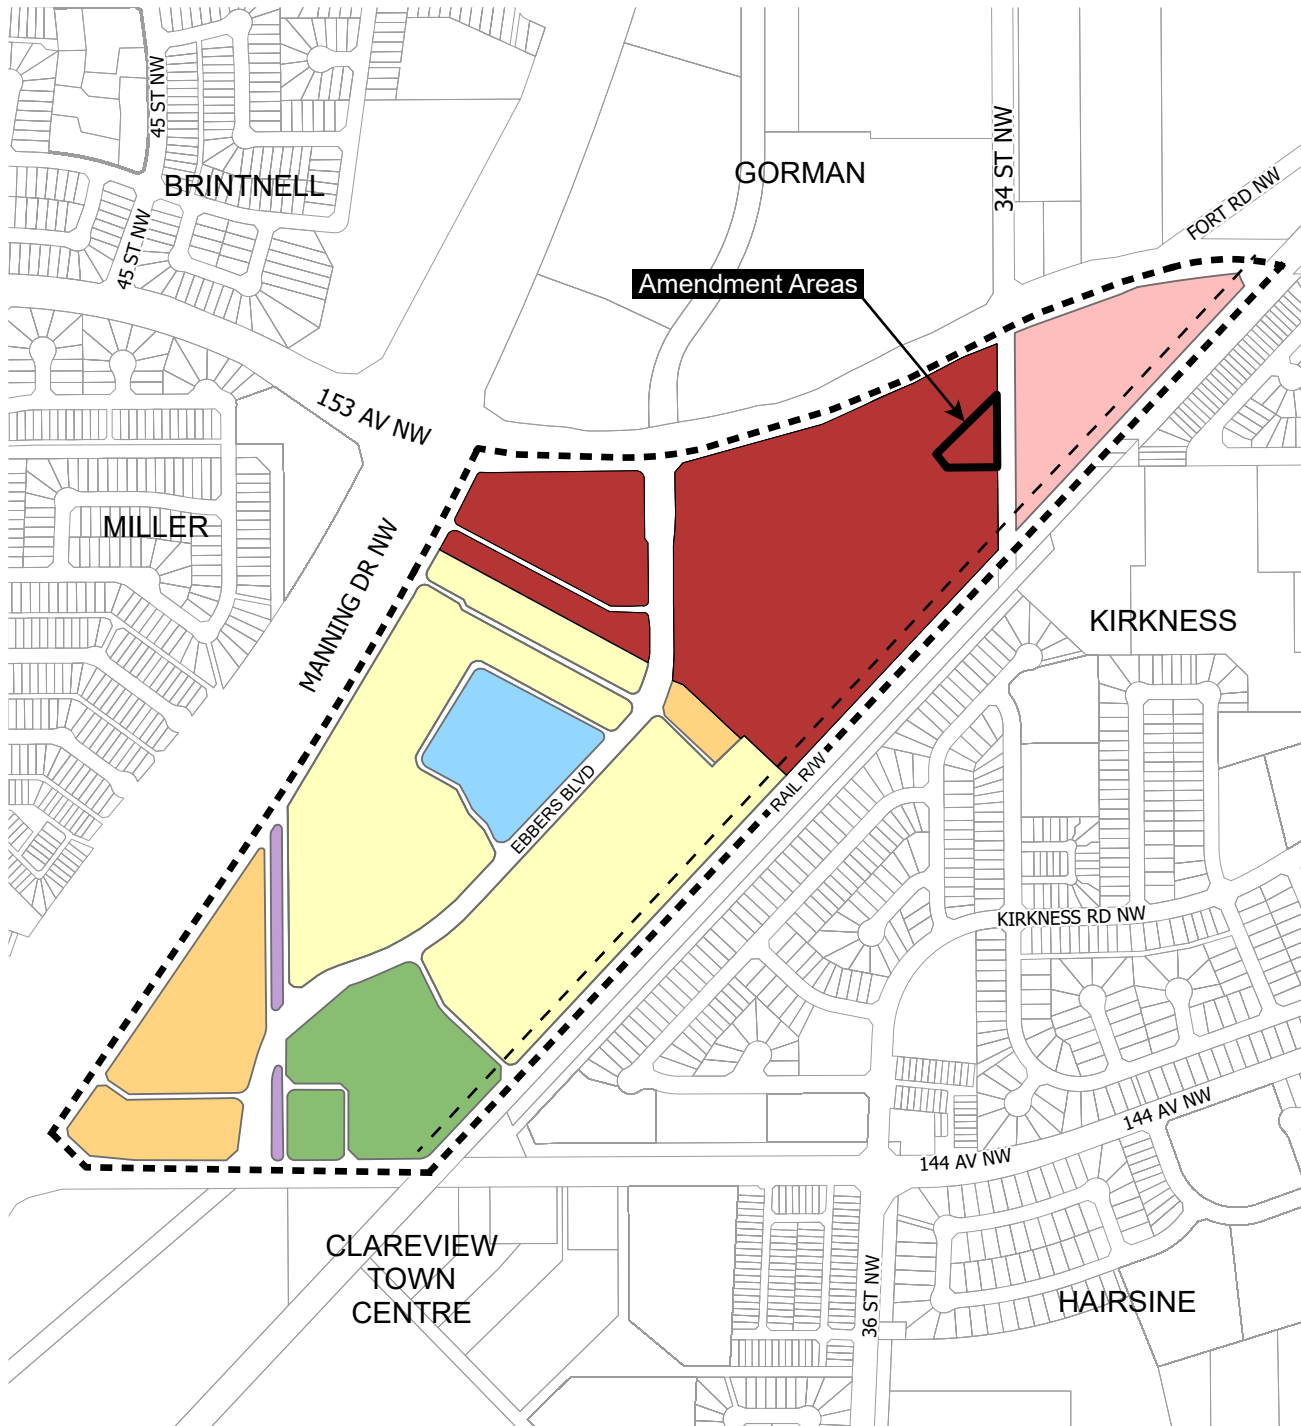 45 ST NW
BRINTNELL
45 ST NW
GORMAN
34 ST NW
FORT RD NW
Amendment Areas
153 AV NW
MILLER
MANNING DR NW
KIRKNESS
EBBERS BLVD
RAIL R/W
KIRKNESS RD NW
144 AV NW
144 AV NW
CLAREVIEW
TOWN
CENTRE
36 ST NW
HAIRSINE